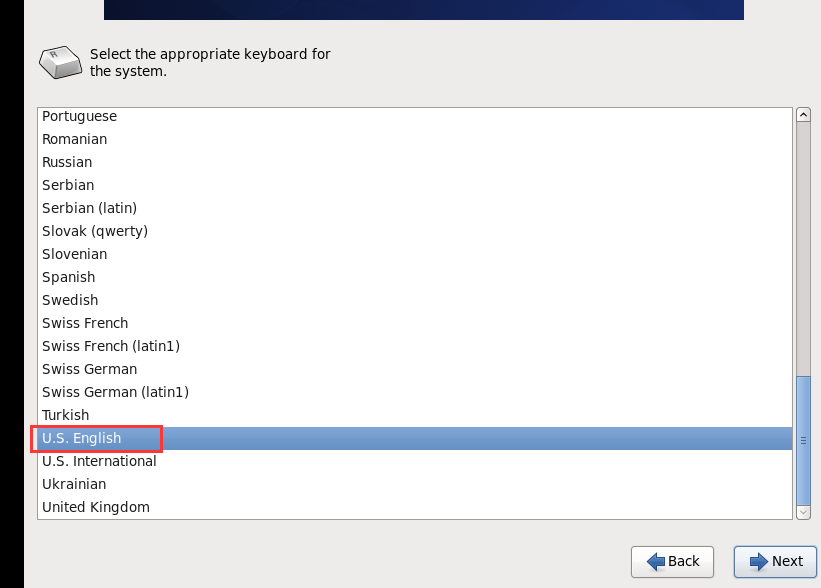 Select the appropriate keyboard for
the system.
Portuguese
Romanian
Russian
Serbian
Serbian (latin)
Slovak (qwerty)
Slovenian
Spanish
Swedish
Swiss French
Swiss French (latin1)
Swiss German
Swiss German (latin1)
Turkish
U.S. English
U.S. International
Ukrainian
United Kingdom
Back Next